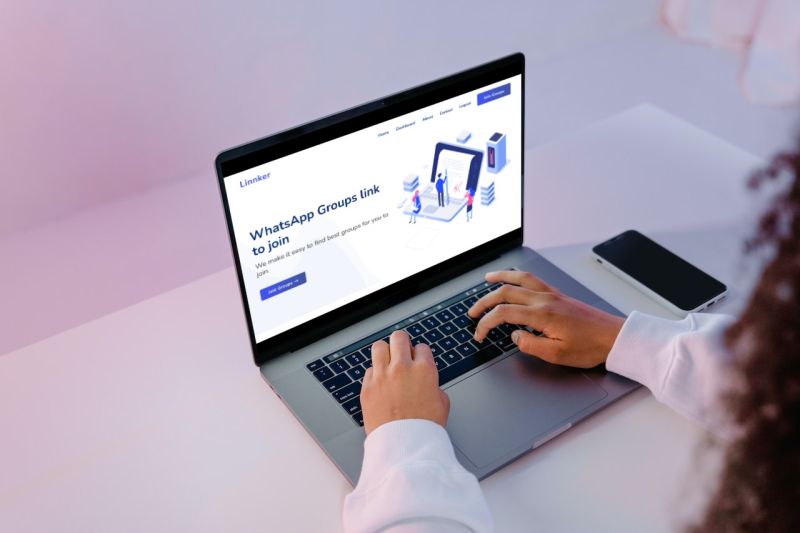 Home Dashboard About Contact Logout Join Groups
Linnker
WhatsApp Groups link
to join
We make it easy to find best groups for you to
join.
Join Groups →